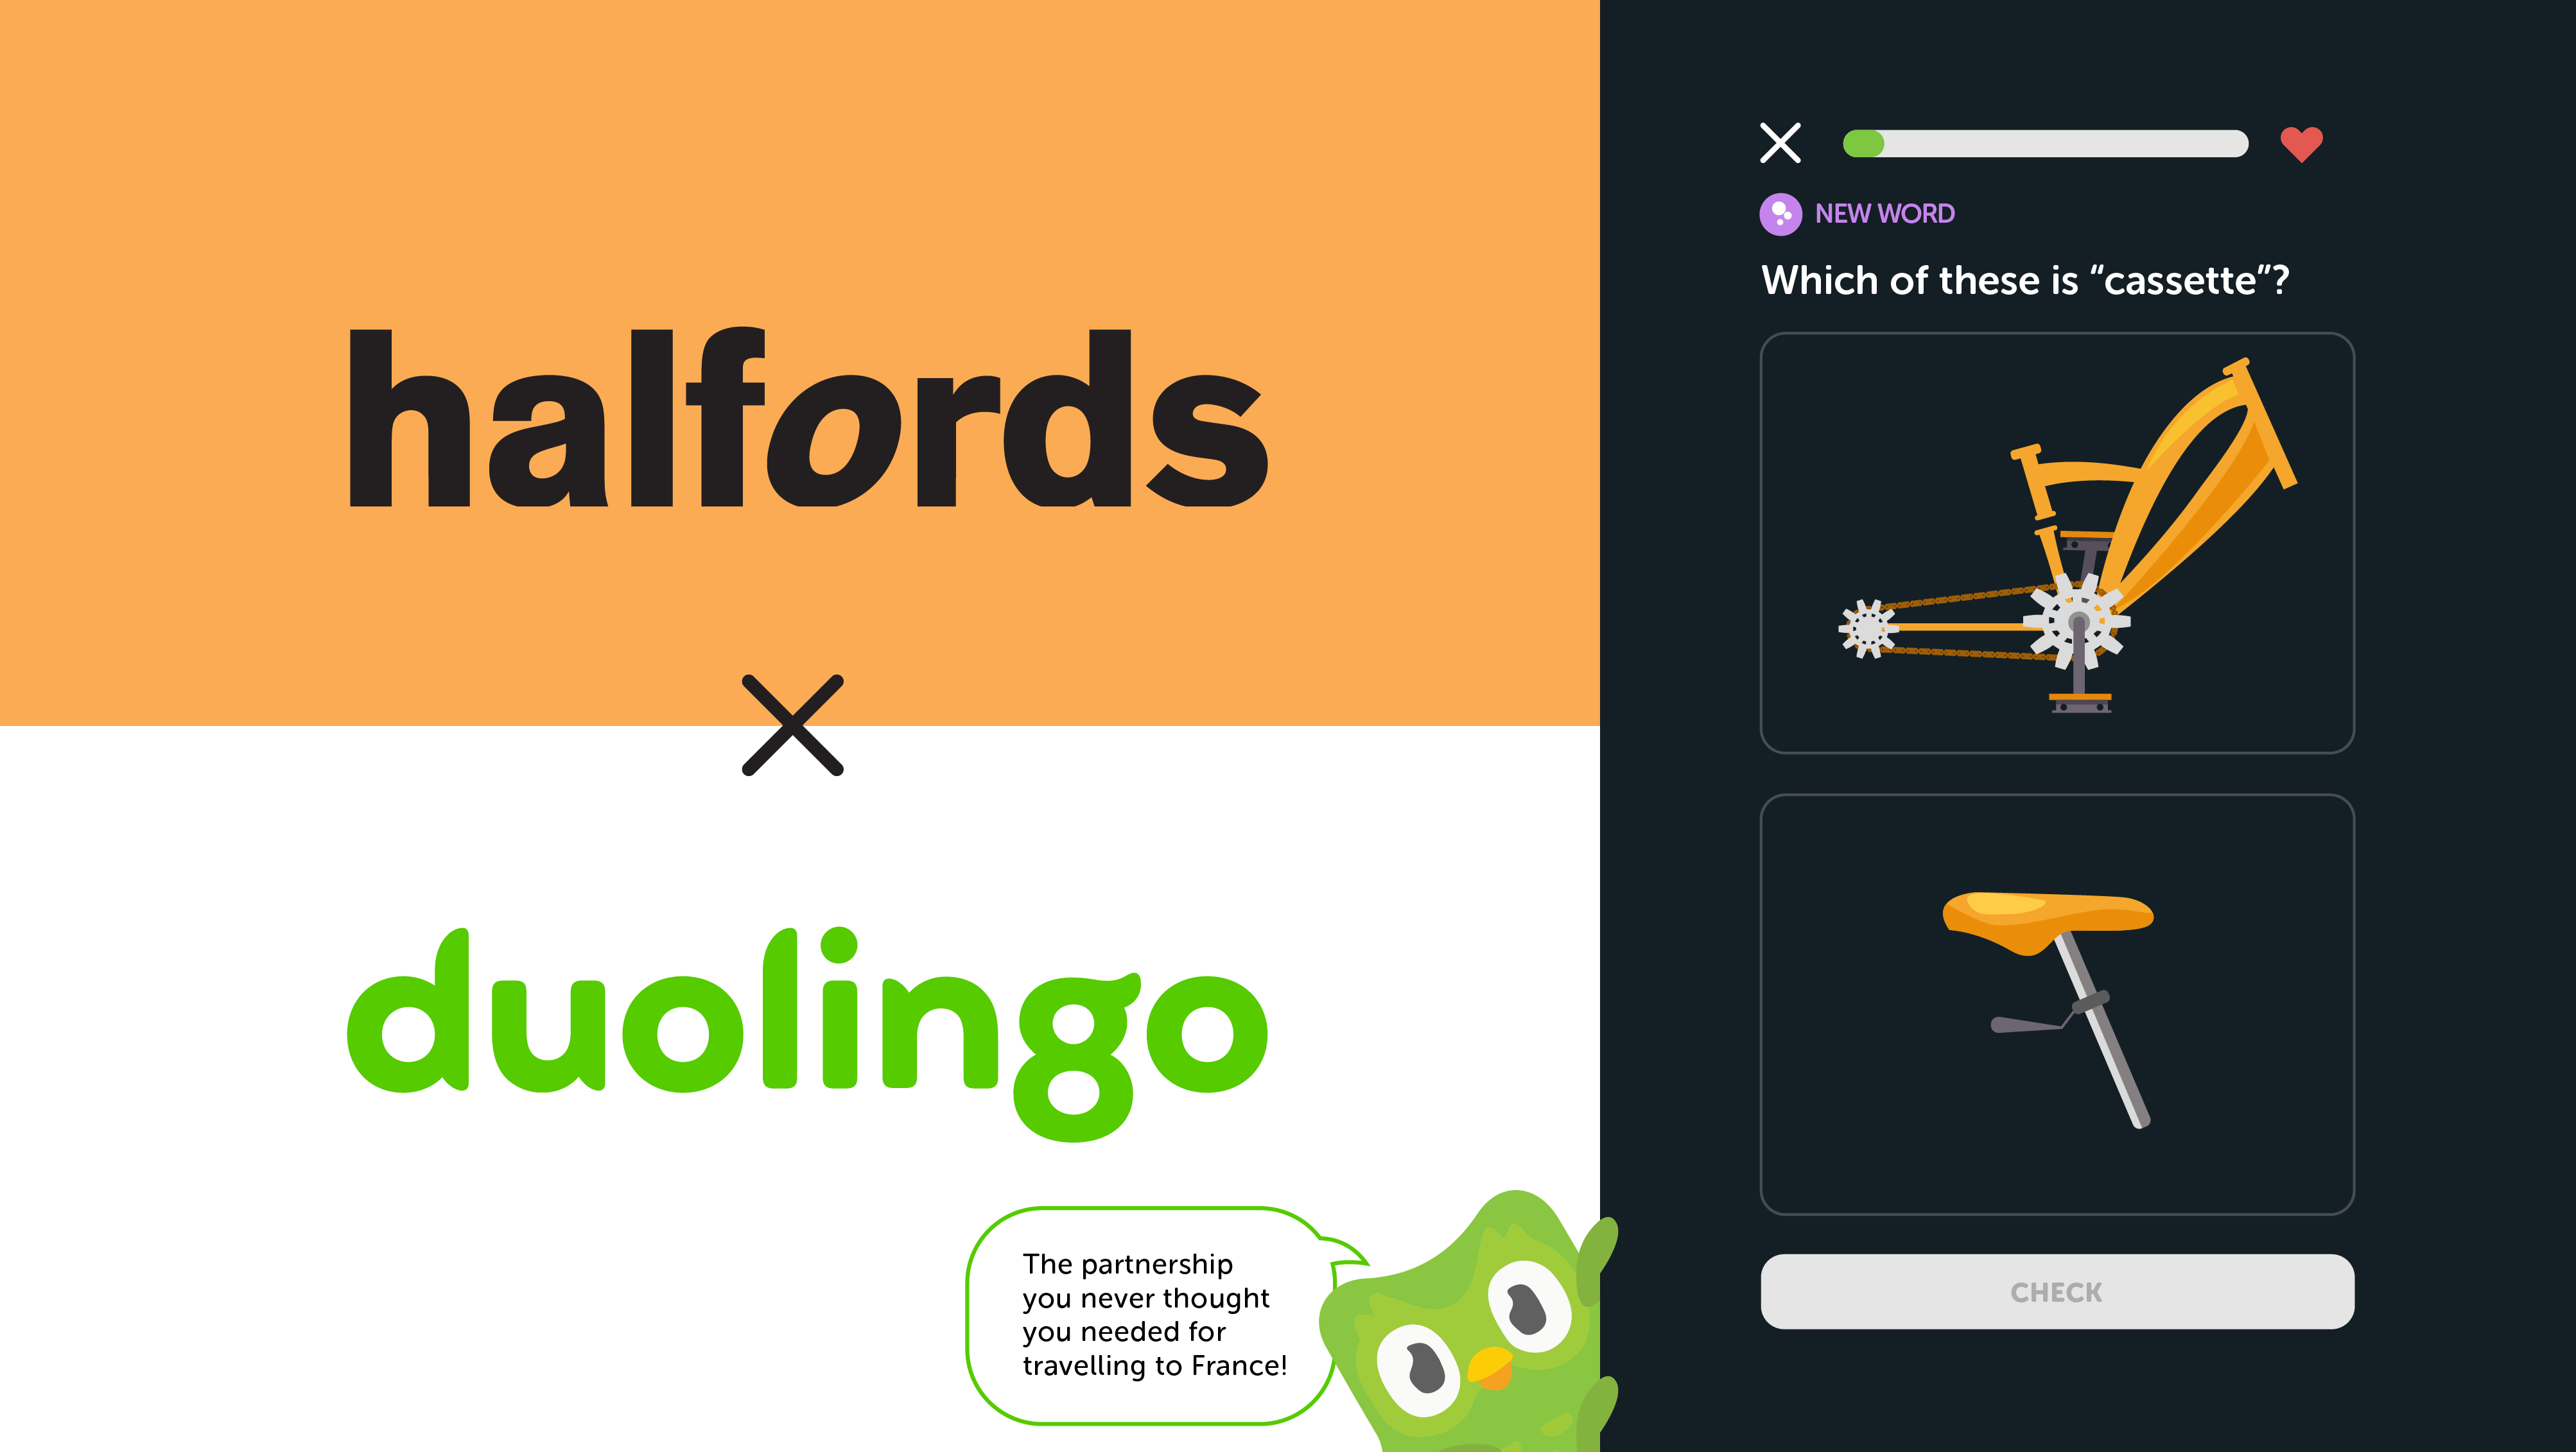 halfords
duolingo
The partnership
you never thought
you needed for
travelling to France!
NEW WORD
Which of these is “cassette”?
CHECK